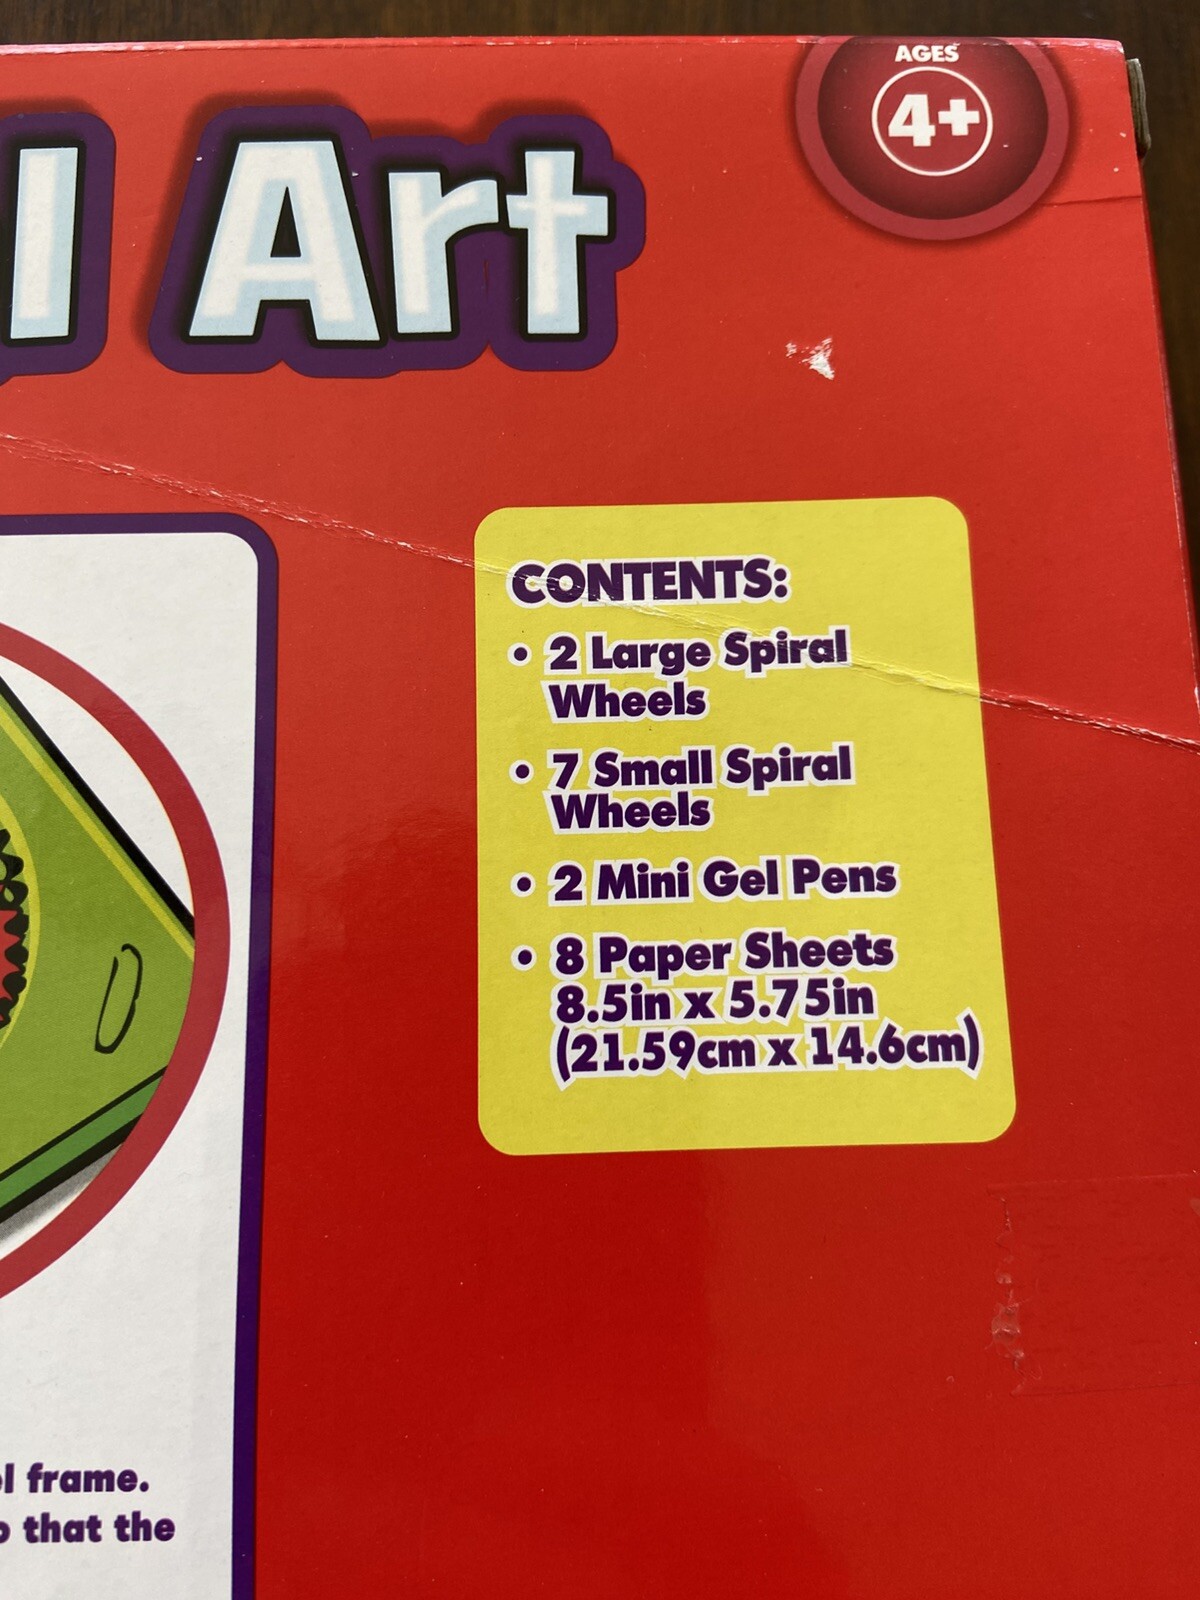 AGES
4+
l Art
CONTENTS:
• 2 Large Spiral
Wheels
• 7 Small Spiral
Wheels
• 2 Mini Gel Pens
• 8 Paper Sheets
8.5in x 5.75in
(21.59cm x 14.6cm)
l frame.
that the